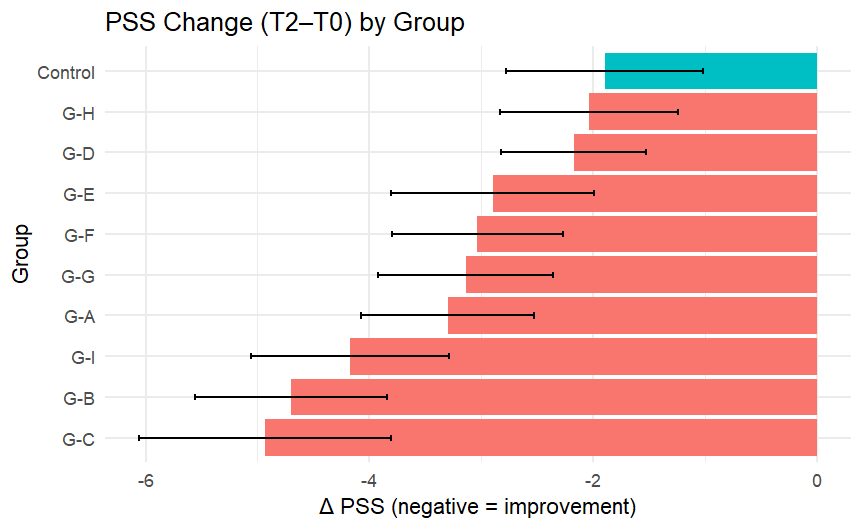 PSS Change (T2–T0) by Group
Control
G-H
G-D
G-E
G-F
G-G
G-A
G-I
G-B
G-C
Group
-6
-4
-2
0
Δ PSS (negative = improvement)